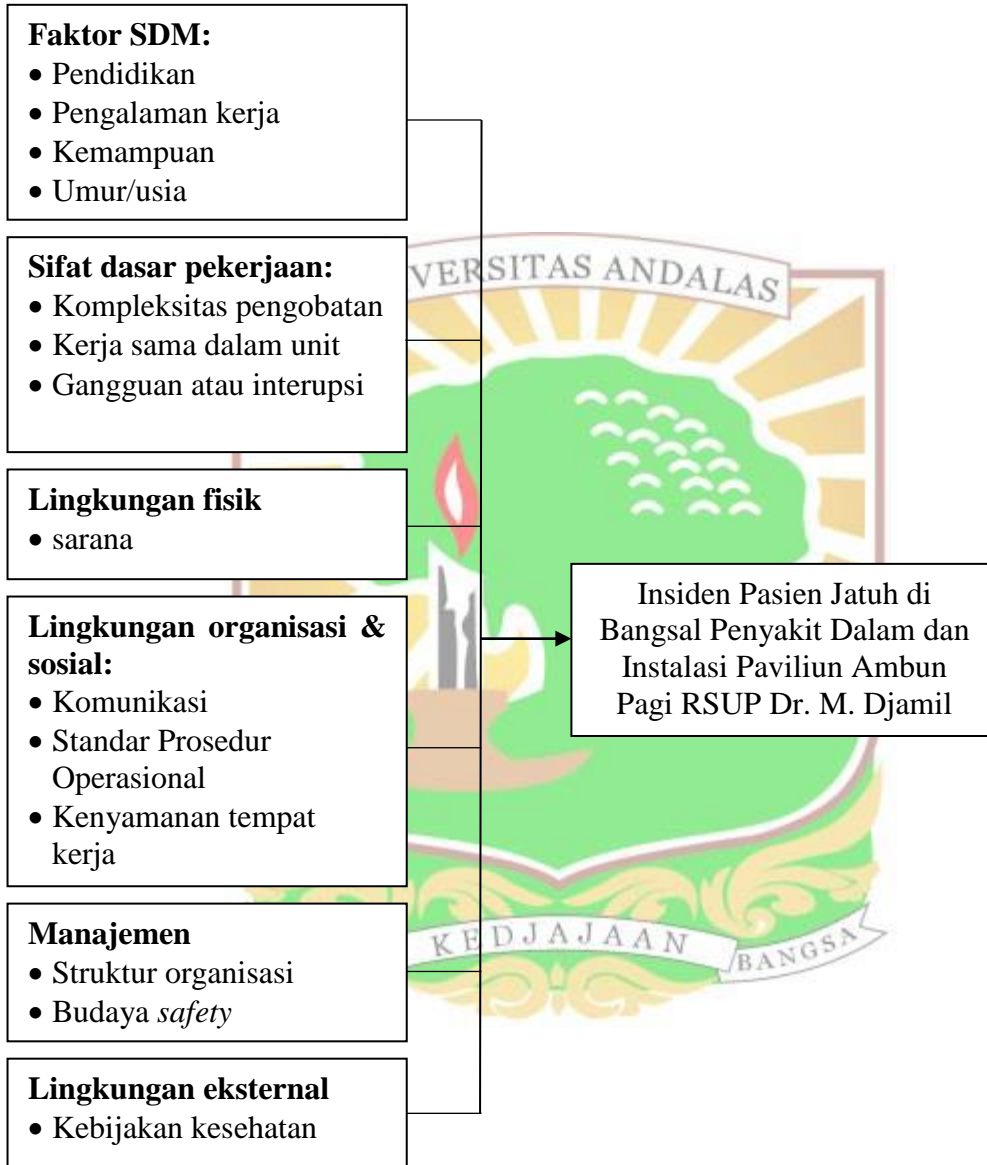 Faktor SDM:
• Pendidikan
• Pengalaman kerja
• Kemampuan
• Umur/usia
Sifat dasar pekerjaan:
• Kompleksitas pengobatan
• Kerja sama dalam unit
• Gangguan atau interupsi
Lingkungan fisik
• sarana
Lingkungan organisasi &
sosial:
• Komunikasi
• Standar Prosedur
Operasional
• Kenyamanan tempat
kerja
Manajemen
• Struktur organisasi
• Budaya safety
Lingkungan eksternal
• Kebijakan kesehatan
Insiden Pasien Jatuh di
Bangsal Penyakit Dalam dan
Instalasi Paviliun Ambun
Pagi RSUP Dr. M. Djamil
VERSITAS ANDALAS
KEDJAJAAN BANGSA